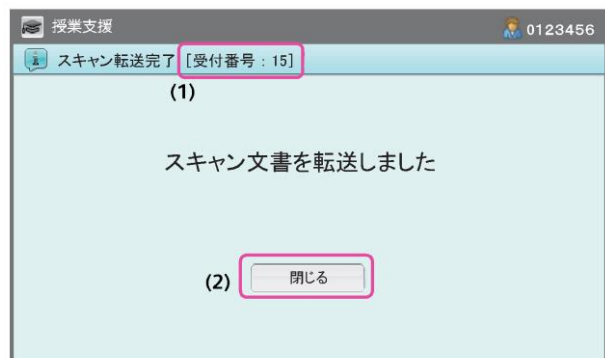 授業支援 0123456
スキャン転送完了 [受付番号：15]
(1)
スキャン文書を転送しました
(2) 閉じる